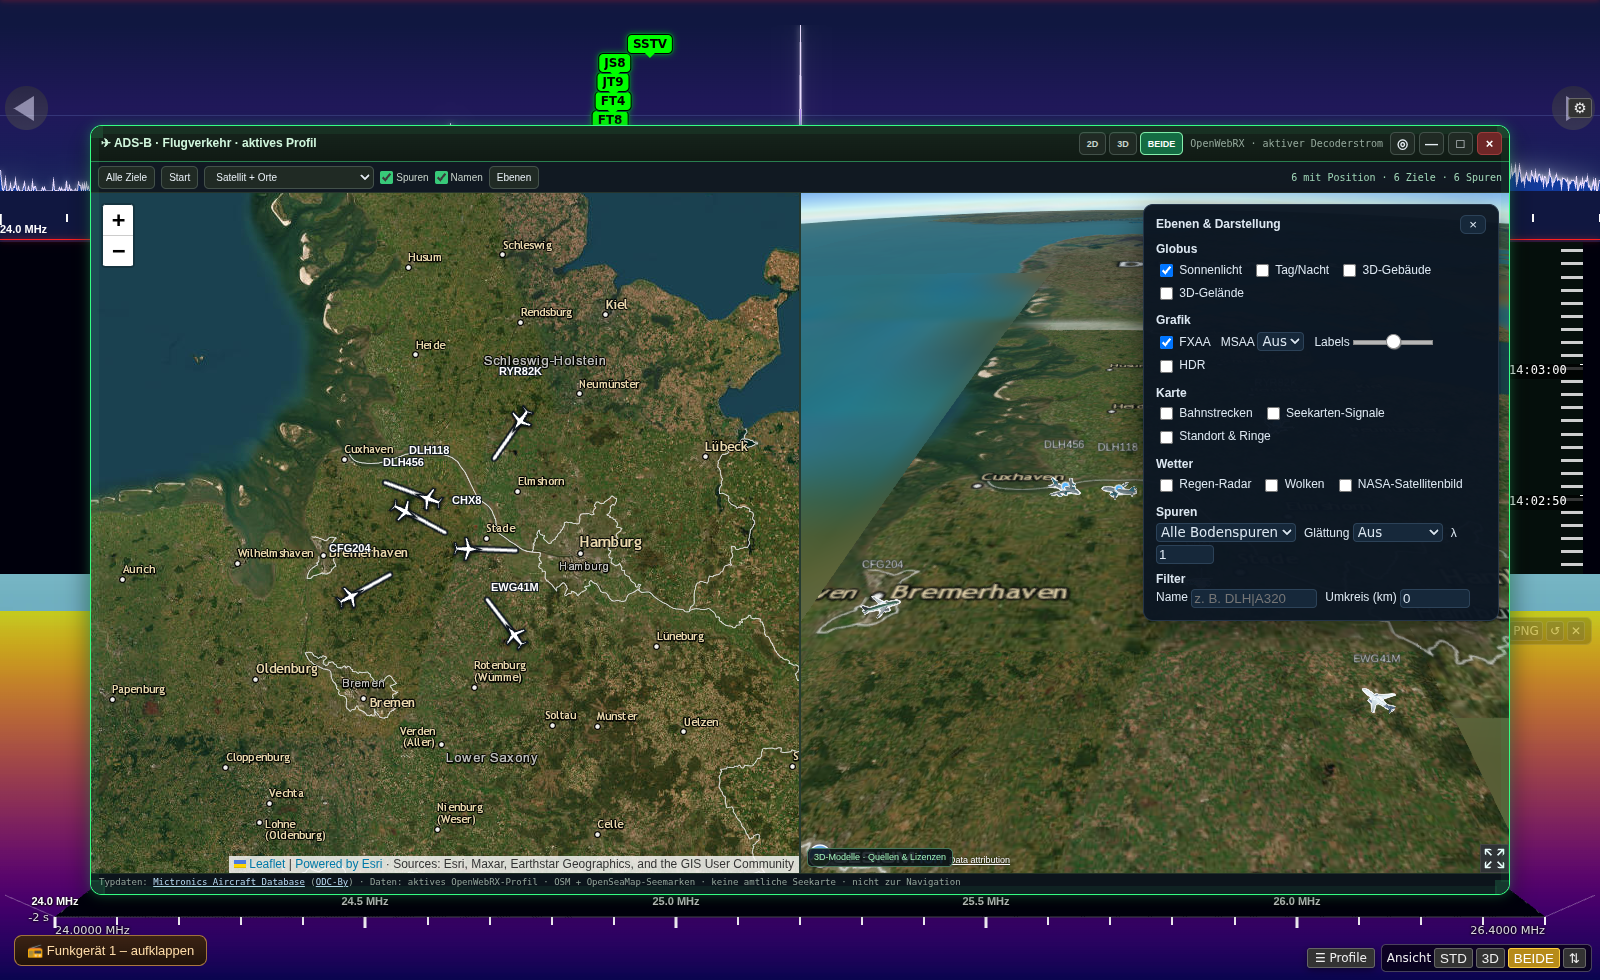 SSTV
JS8
JT9
FT4
FT8
24.0 MHz
✈ ADS-B · Flugverkehr · aktives Profil
2D 3D BEIDE OpenWebRX · aktiver Decoderstrom
Alle Ziele Start Satellit + Orte Spuren Namen Ebenen
6 mit Position · 6 Ziele · 6 Spuren
+
−
Schleswig
Husum
Kiel
Rendsburg
Heide
Schleswig-Holstein
RYR82K
Neumünster
Cuxhaven
DLH118
DLH456
Lübeck
Elmshorn
CHX8
Stade
Hamburg
Hamburg
CFG204
Bremerhaven
Wilhelmshaven
Aurich
EWG41M
Lüneburg
Rotenburg
(Wümme)
Oldenburg
Bremen
Bremen
Papenburg
Soltau
Munster
Uelzen
Verden
(Aller)
Lower Saxony
Cloppenburg
Vechta
Nienburg
(Weser)
Lohne
(Oldenburg)
Celle
Leaflet | Powered by Esri · Sources: Esri, Maxar, Earthstar Geographics, and the GIS User Community
DLH456
DLH118
Cuxhaven
CFG204
Bremerhaven
EWG41M
3D-Modelle · Quellen & Lizenzen
Data attribution
Ebenen & Darstellung
Globus
Sonnenlicht Tag/Nacht 3D-Gebäude
3D-Gelände
Grafik
FXAA MSAA Aus Labels
HDR
Karte
Bahnstrecken Seekarten-Signale
Standort & Ringe
Wetter
Regen-Radar Wolken NASA-Satellitenbild
Spuren
Alle Bodenspuren Glättung Aus λ
1
Filter
Name z. B. DLH|A320 Umkreis (km) 0
14:03:00
14:02:50
PNG
Typdaten: Mictronics Aircraft Database (ODC-By) · Daten: aktives OpenWebRX-Profil · OSM + OpenSeaMap-Seemarken · keine amtliche Seekarte · nicht zur Navigation
24.0 MHz 24.5 MHz 25.0 MHz 25.5 MHz 26.0 MHz
-2 s
24.0000 MHz
26.4000 MHz
Funkgerät 1 – aufklappen
☰ Profile Ansicht STD 3D BEIDE